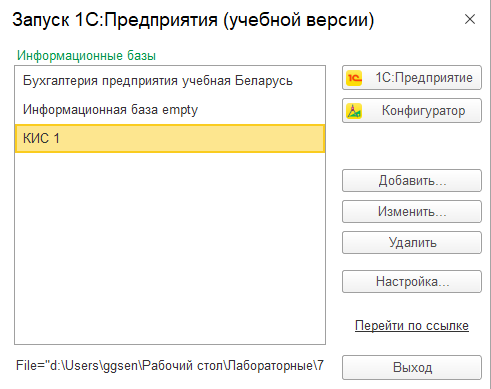 Запуск 1С:Предприятия (учебной версии)
Информационные базы
Бухгалтерия предприятия учебная Беларусь
Информационная база empty
КИС 1
1С:Предприятие
Конфигуратор
Добавить...
Изменить...
Удалить
Настройка...
Перейти по ссылке
File="d:\Users\ggsen\Рабочий стол\Лабораторные\7
Выход